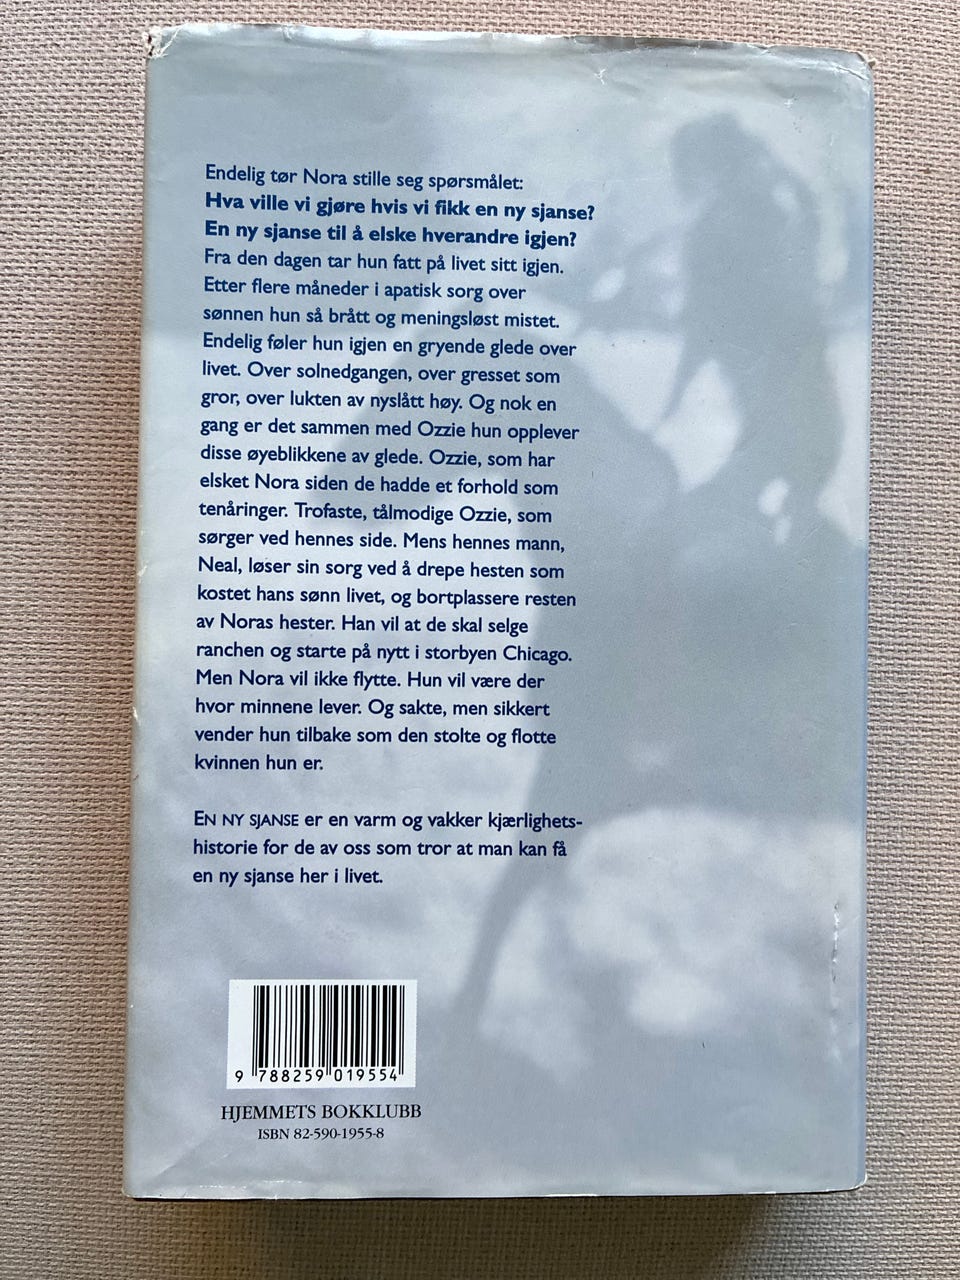 Endelig tør Nora stille seg spørsmålet:
Hva ville vi gjøre hvis vi fikk en ny sjanse?
En ny sjanse til å elske hverandre igjen?
Fra den dagen tar hun fatt på livet sitt igjen.
Etter flere måneder i apatisk sorg over
sønnen hun så brått og meningsløst mistet.
Endelig føler hun igjen en gryende glede over
livet. Over solnedgangen, over gresset som
gror, over lukten av nyslått høy. Og nok en
gang er det sammen med Ozzie hun opplever
disse øyeblikkene av glede. Ozzie, som har
elsket Nora siden de hadde et forhold som
tenåringer. Trofaste, tålmodige Ozzie, som
sørger ved hennes side. Mens hennes mann,
Neal, løser sin sorg ved å drepe hesten som
kostet hans sønn livet, og bortplassere resten
av Noras hester. Han vil at de skal selge
ranchen og starte på nytt i storbyen Chicago.
Men Nora vil ikke flytte. Hun vil være der
hvor minnene lever. Og sakte, men sikkert
vender hun tilbake som den stolte og flotte
kvinnen hun er.
EN NY SJANSE er en varm og vakker kjærlighets-
historie for de av oss som tror at man kan få
en ny sjanse her i livet.
9 788259 019554
HJEMMETS BOKKLUBB
ISBN 82-590-1955-8